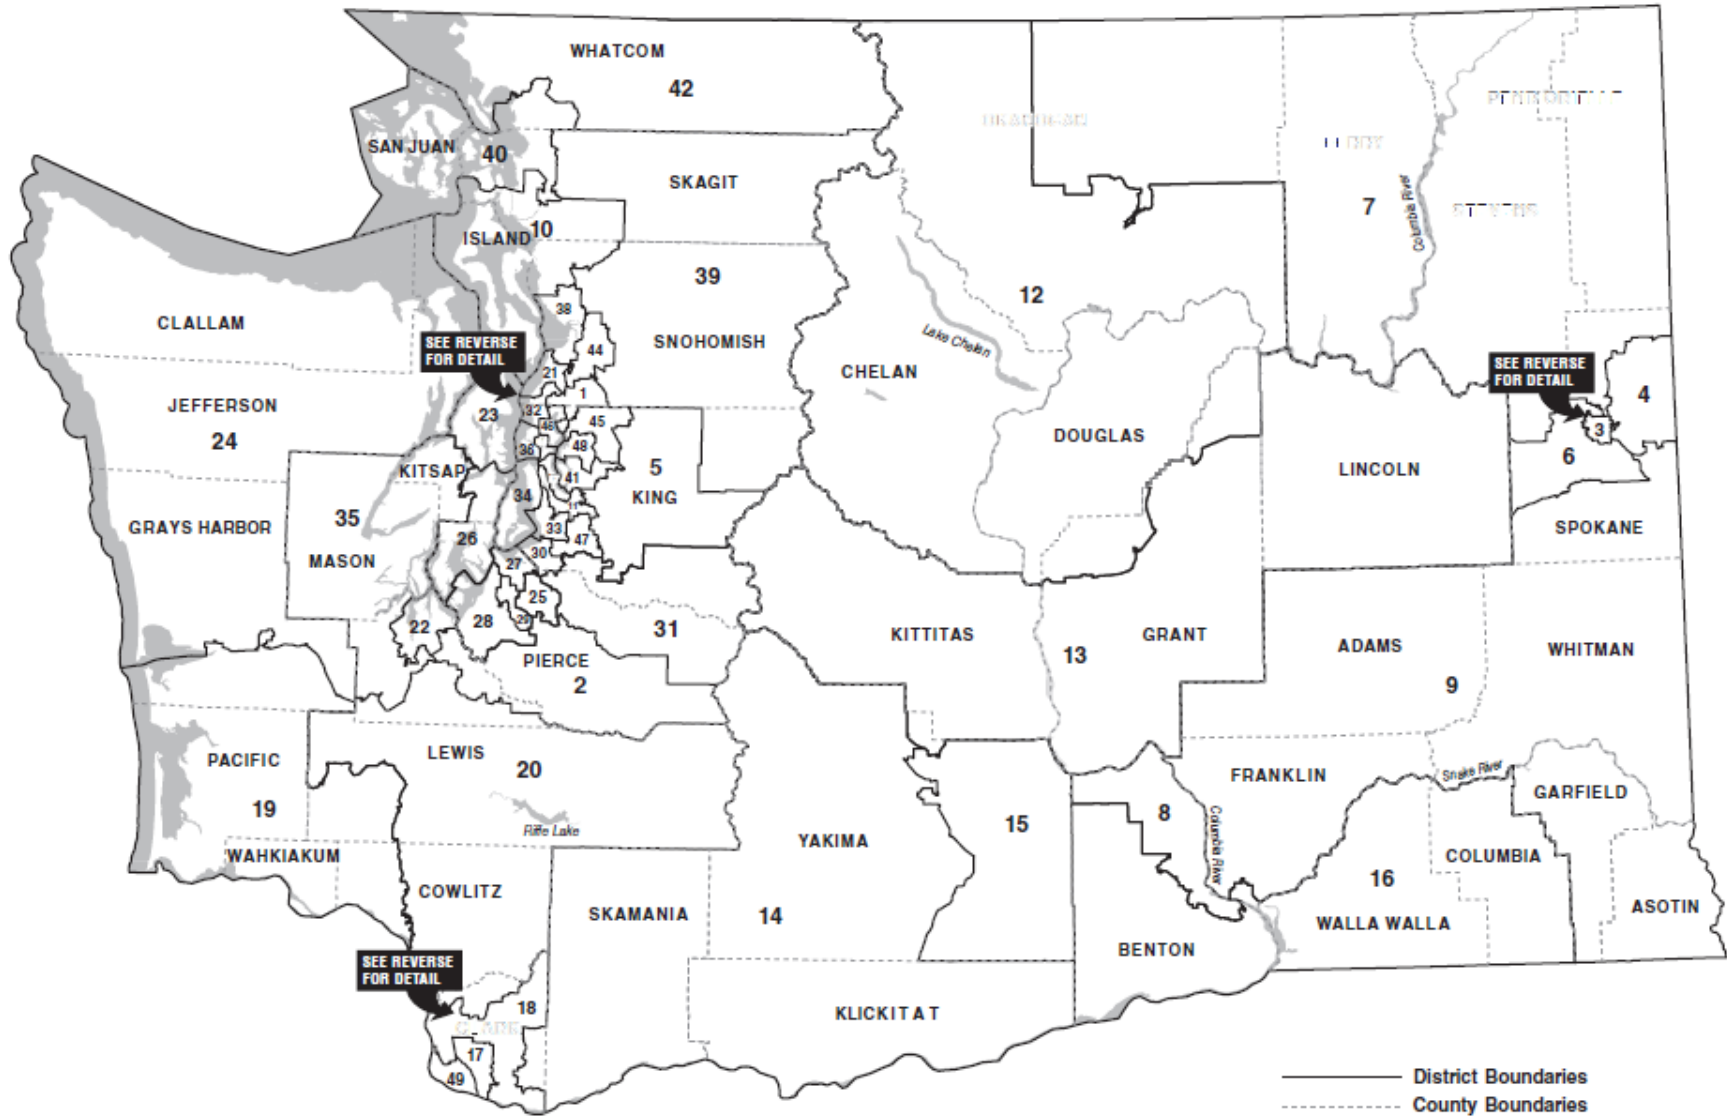 WHATCOM
42
SAN JUAN
40
SKAGIT
7
ISLAND
10
39
12
CLALLAM
38
SEE REVERSE
FOR DETAIL
SNOHOMISH
44
Lake Chelan
Columbia River
CHELAN
21
SEE REVERSE
FOR DETAIL
4
1
JEFFERSON
24
23
32
45
46
3
DOUGLAS
48
36
6
KITSAP
5
KING
LINCOLN
41
34
35
GRAYS HARBOR
33
47
SPOKANE
26
30
MASON
27
25
28
29
22
31
KITTITAS
GRANT
13
ADAMS
WHITMAN
PIERCE
2
9
LEWIS
20
PACIFIC
19
FRANKLIN
Snake River
GARFIELD
Riffe Lake
YAKIMA
15
8
Columbia River
WAHKIAKUM
COWLITZ
COLUMBIA
16
SKAMANIA
14
WALLA WALLA
ASOTIN
BENTON
SEE REVERSE
FOR DETAIL
18
KLICKITAT
17
49
District Boundaries
County Boundaries